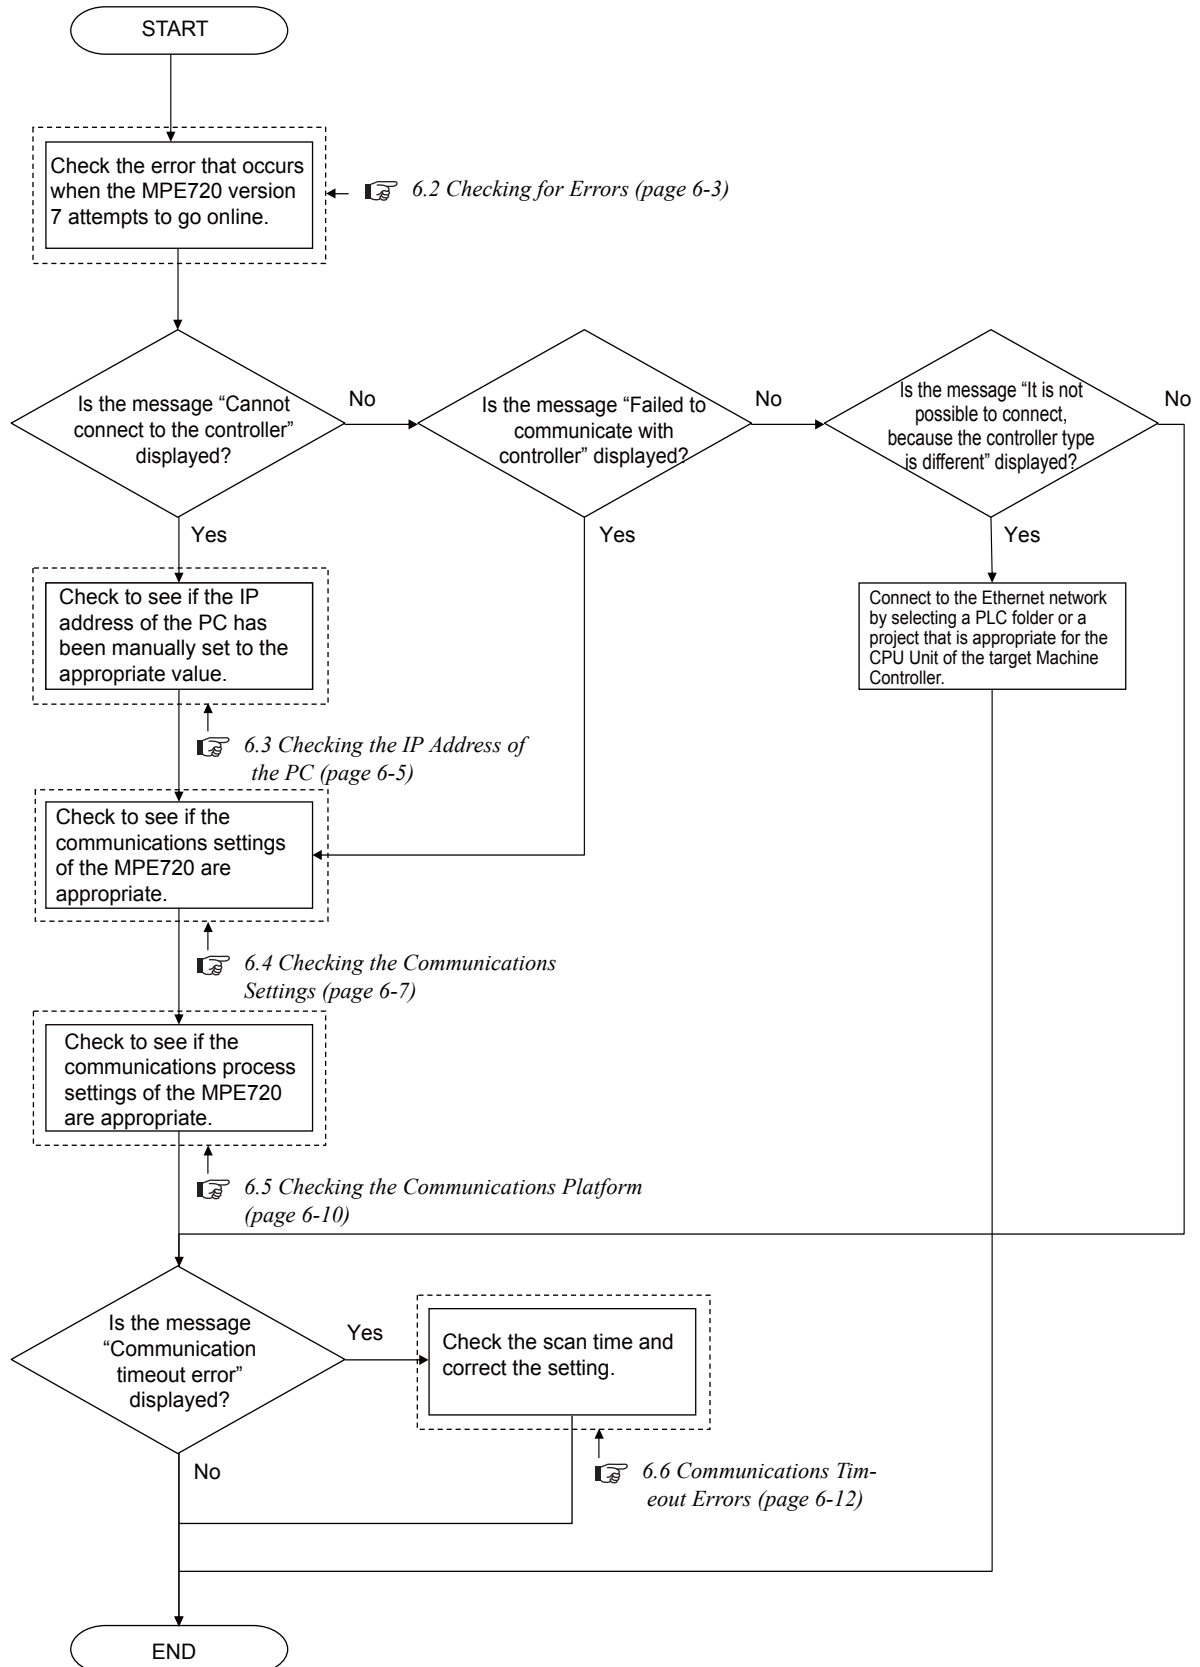 START
Check the error that occurs
when the MPE720 version
7 attempts to go online.
6.2 Checking for Errors (page 6-3)
Is the message “Cannot
connect to the controller”
displayed?
No
Is the message “Failed to
communicate with
controller” displayed?
No
Is the message “It is not
possible to connect,
because the controller type
is different” displayed?
No
Yes
Yes
Yes
Check to see if the IP
address of the PC has
been manually set to the
appropriate value.
Connect to the Ethernet network
by selecting a PLC folder or a
project that is appropriate for the
CPU Unit of the target Machine
Controller.
6.3 Checking the IP Address of
the PC (page 6-5)
Check to see if the
communications settings
of the MPE720 are
appropriate.
6.4 Checking the Communications
Settings (page 6-7)
Check to see if the
communications process
settings of the MPE720
are appropriate.
6.5 Checking the Communications Platform
(page 6-10)
Is the message
“Communication
timeout error”
displayed?
Yes
Check the scan time and
correct the setting.
No
6.6 Communications Tim-
eout Errors (page 6-12)
END